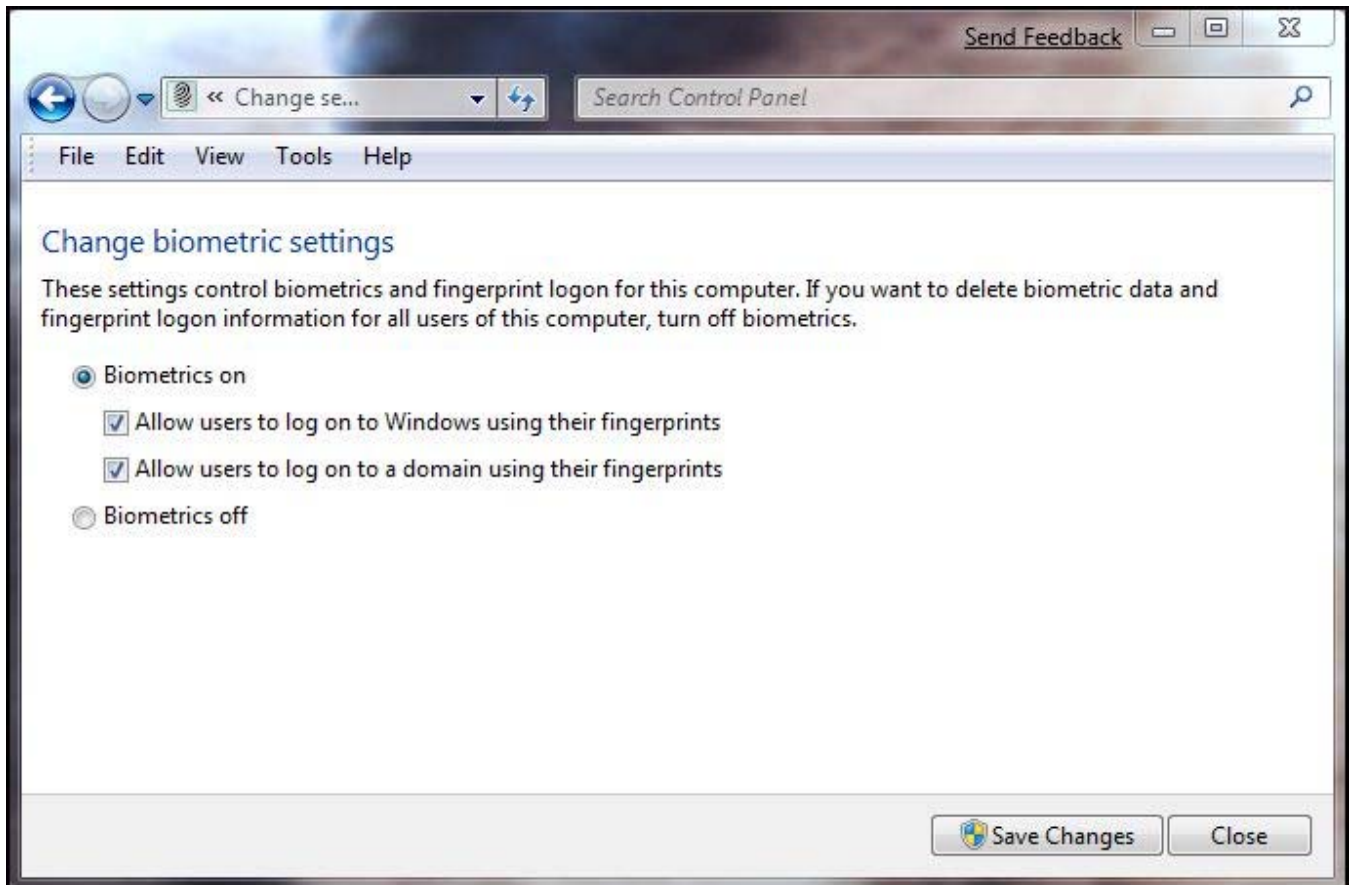 Send Feedback
« Change se...
Search Control Panel
File Edit View Tools Help
Change biometric settings
These settings control biometrics and fingerprint logon for this computer. If you want to delete biometric data and
fingerprint logon information for all users of this computer, turn off biometrics.
Biometrics on
Allow users to log on to Windows using their fingerprints
Allow users to log on to a domain using their fingerprints
Biometrics off
Save Changes Close